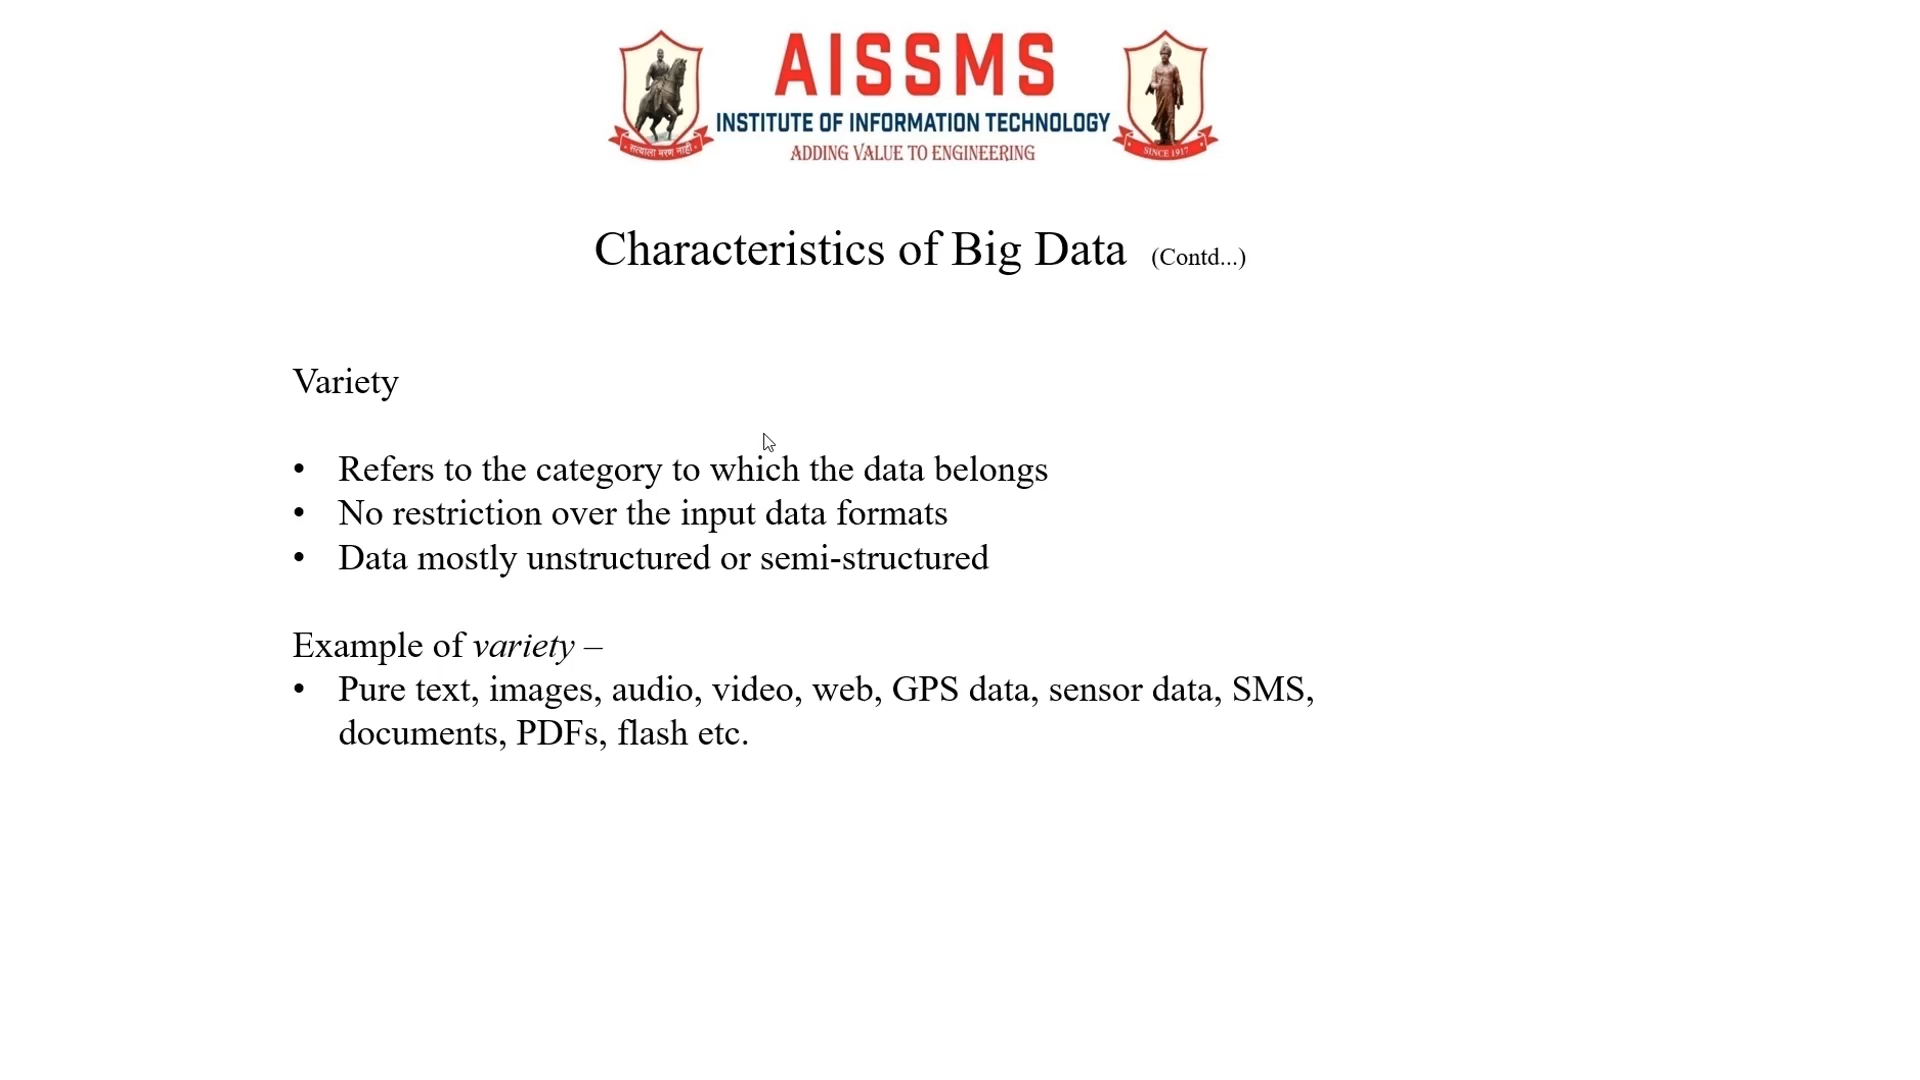 AISSMS
INSTITUTE OF INFORMATION TECHNOLOGY
ADDING VALUE TO ENGINEERING
सत्याला मरण नाही
SINCE 1917
Characteristics of Big Data (Contd...)
Variety
• Refers to the category to which the data belongs
• No restriction over the input data formats
• Data mostly unstructured or semi-structured
Example of variety –
• Pure text, images, audio, video, web, GPS data, sensor data, SMS,
documents, PDFs, flash etc.